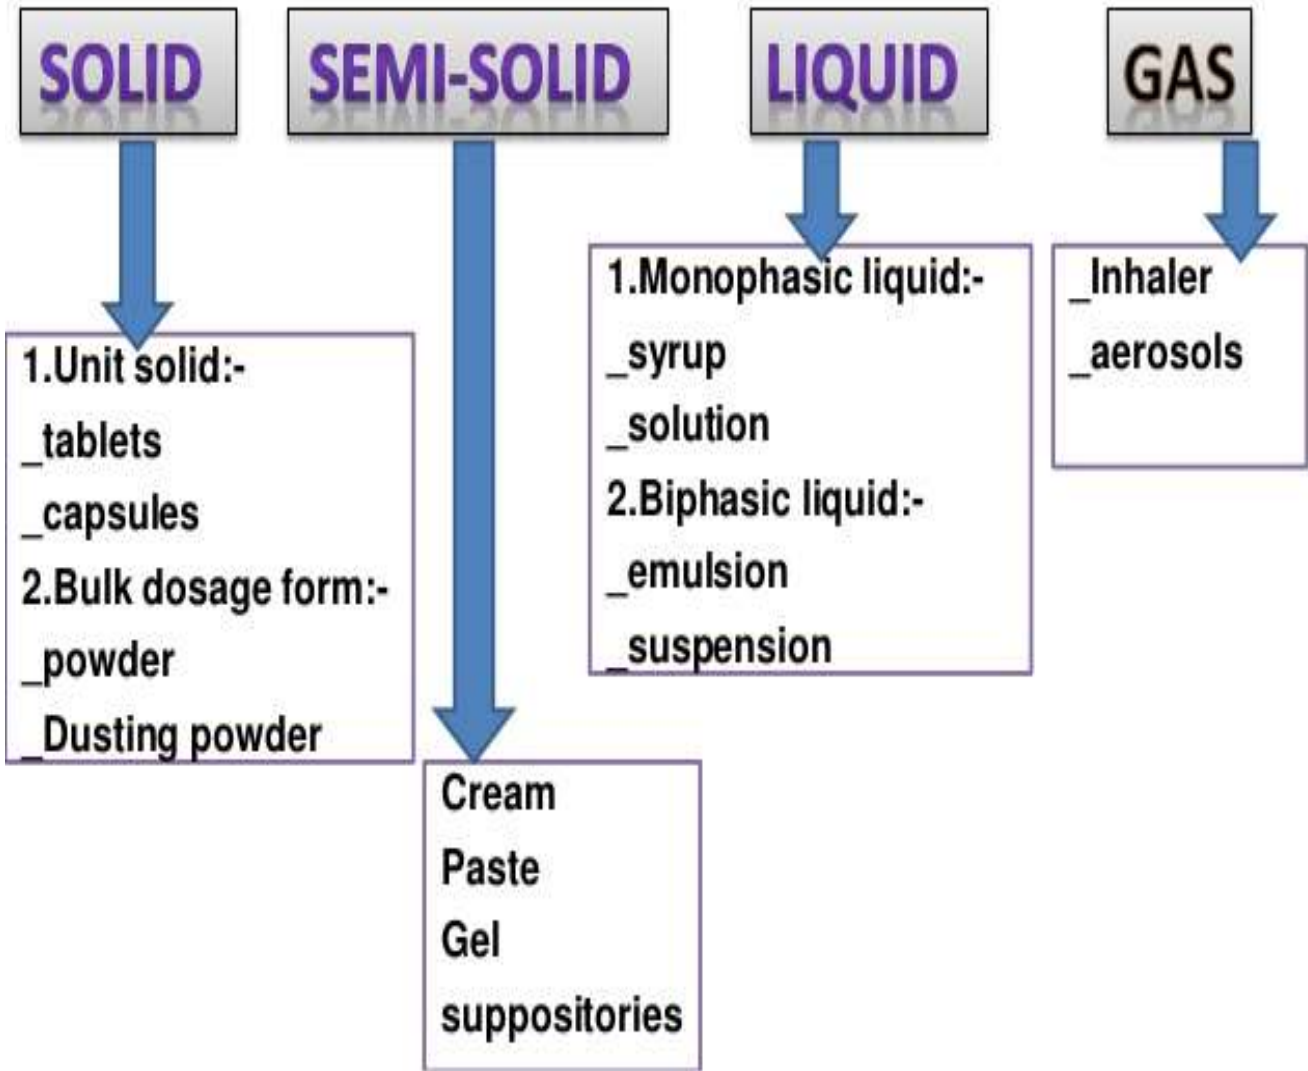 SOLID
SEMI-SOLID
LIQUID
GAS
1.Unit solid:-
_tablets
_capsules
2.Bulk dosage form:-
_powder
_Dusting powder
Cream
Paste
Gel
suppositories
1.Monophasic liquid:-
_syrup
_solution
2.Biphasic liquid:-
_emulsion
_suspension
_Inhaler
_aerosols